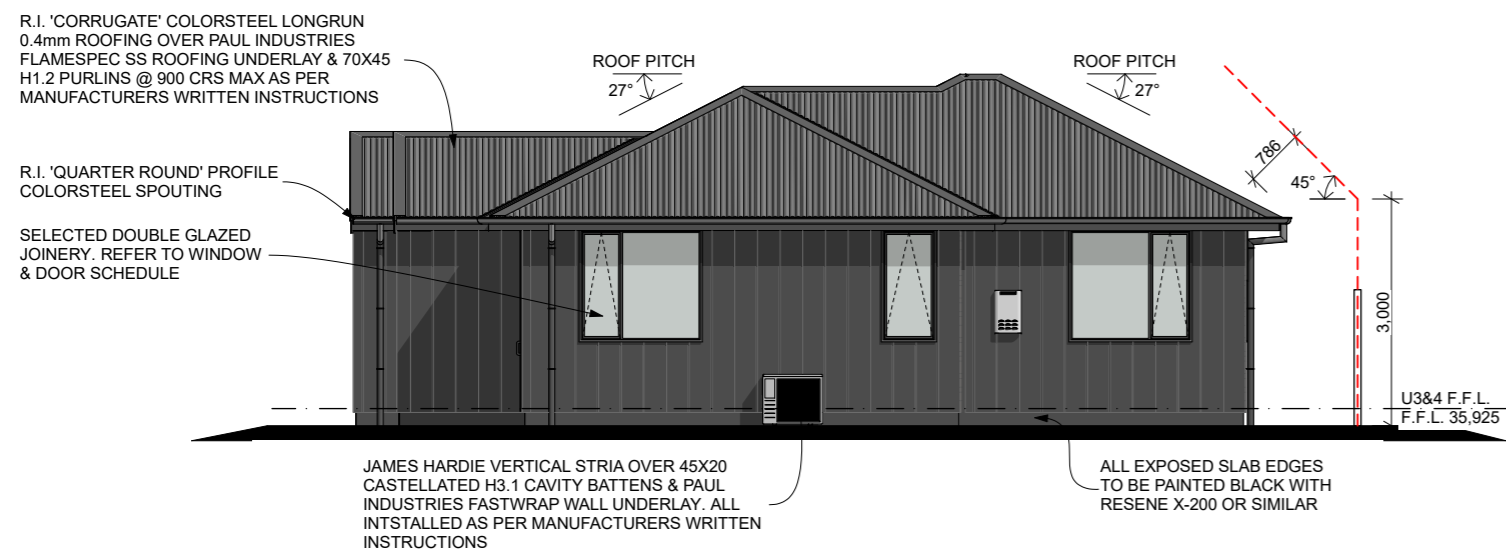 R.I. 'CORRUGATE' COLORSTEEL LONGRUN
0.4mm ROOFING OVER PAUL INDUSTRIES
FLAMESPEC SS ROOFING UNDERLAY & 70X45
H1.2 PURLINS @ 900 CRS MAX AS PER
MANUFACTURERS WRITTEN INSTRUCTIONS
R.I. 'QUARTER ROUND' PROFILE
COLORSTEEL SPOUTING
SELECTED DOUBLE GLAZED
JOINERY. REFER TO WINDOW
& DOOR SCHEDULE
ROOF PITCH
27°
ROOF PITCH
27°
786
45°
3,000
U3&4 F.F.L.
F.F.L. 35,925
JAMES HARDIE VERTICAL STRIA OVER 45X20
CASTELLATED H3.1 CAVITY BATTENS & PAUL
INDUSTRIES FASTWRAP WALL UNDERLAY. ALL
INTSTALLED AS PER MANUFACTURERS WRITTEN
INSTRUCTIONS
ALL EXPOSED SLAB EDGES
TO BE PAINTED BLACK WITH
RESENE X-200 OR SIMILAR